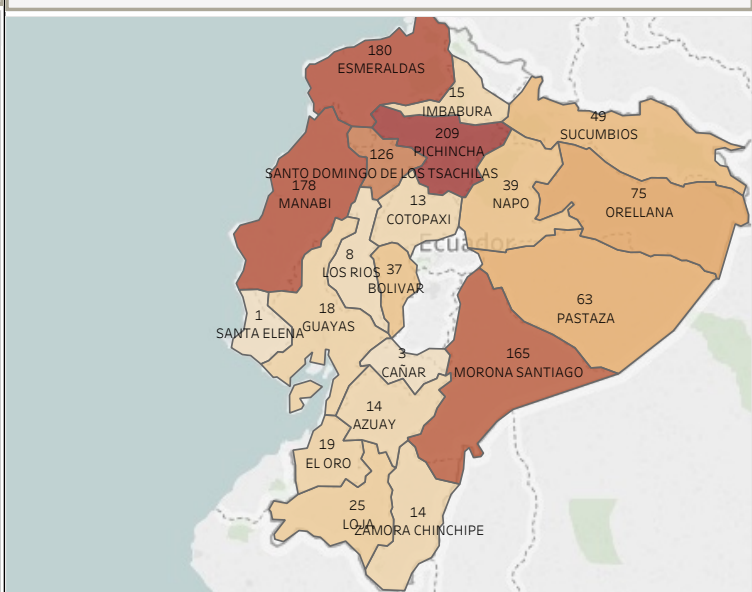 180
ESMERALDAS
15
IMBABURA
49
SUCUMBIOS
209
PICHINCHA
126
SANTO DOMINGO DE LOS TSACHILAS
178
MANABI
39
NAPO
75
ORELLANA
13
COTOPAXI
Ecuador
8
LOS RIOS
37
BOLIVAR
63
PASTAZA
1
SANTA ELENA
18
GUAYAS
3
CAÑAR
165
MORONA SANTIAGO
14
AZUAY
19
EL ORO
25
LOJA
14
ZAMORA CHINCHIPE